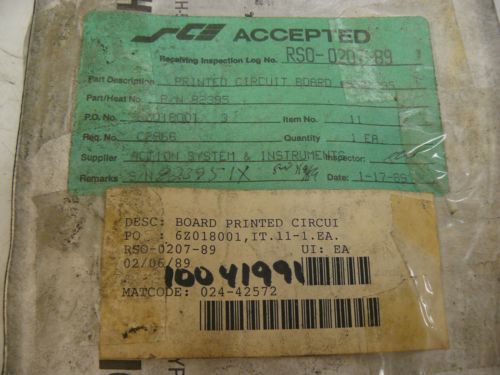 SCE ACCEPTED
Receiving Inspection Log No. RSO-0207-89
Part Description PRINTED CIRCUIT BOARD
Part/Heat No. P/N 82395
P.O. No. 6Z018001 3 Item No. 11
Req. No. C2866 Quantity 1 EA
Supplier ACTION SYSTEM & INSTRUMENTS Inspector:
Remarks S/N 823951X Date: 1-17-89
DESC: BOARD PRINTED CIRCUI
PO : 6Z018001,IT.11-1.EA.
RSO-0207-89 UI: EA
02/06/89
10041991
MATCODE: 024-42572